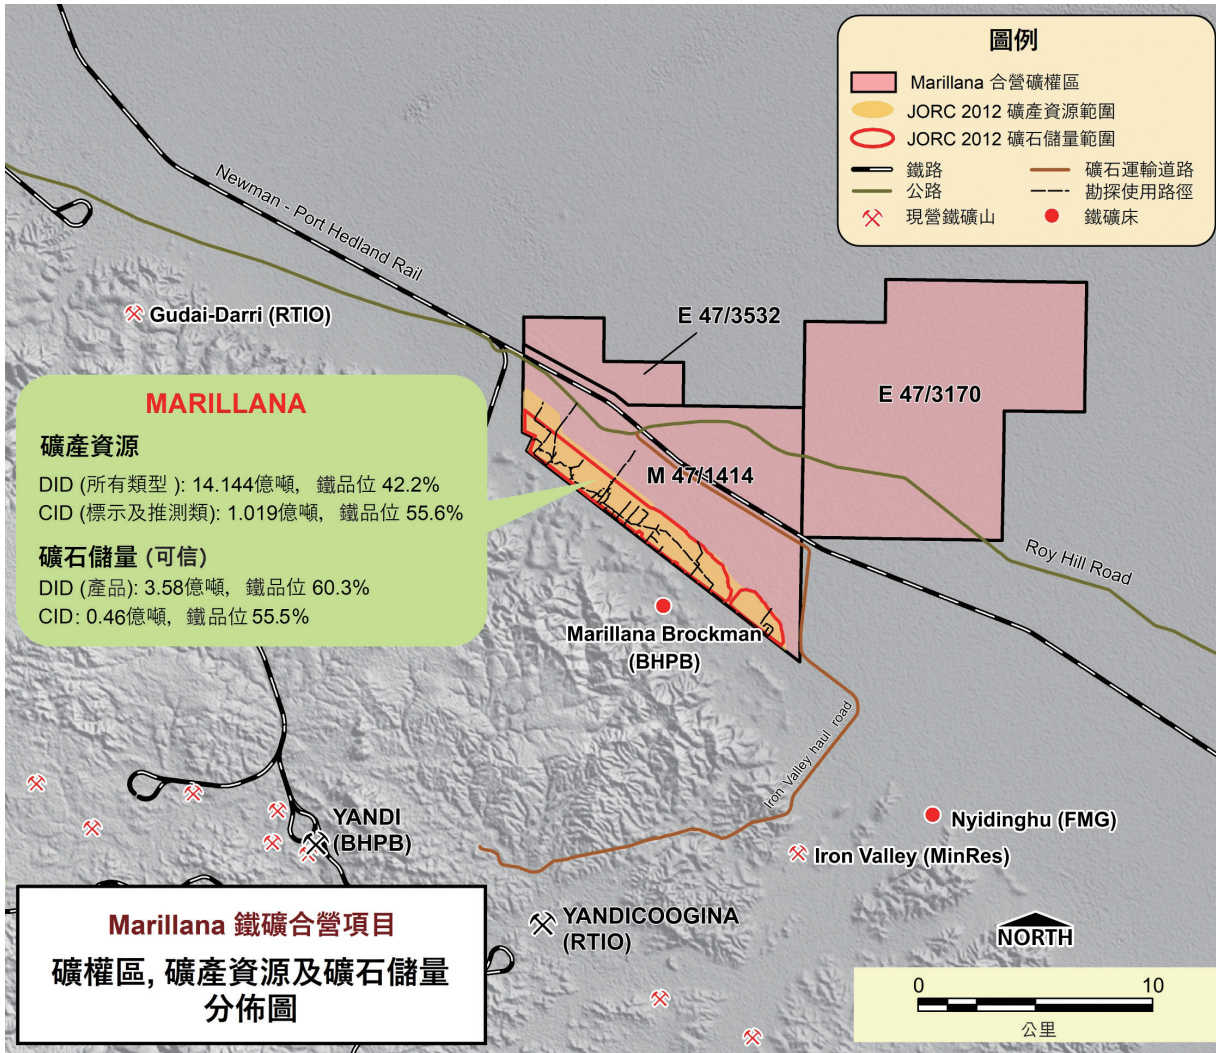 圖例
Marillana 合營礦權區
JORC 2012 礦產資源範圍
JORC 2012 礦石儲量範圍
鐵路
礦石運輸道路
公路
勘探使用路徑
現營鐵礦山
鐵礦床
Newman - Port Hedland Rail
Gudai-Darri (RTIO)
E 47/3532
E 47/3170
M 47/1414
MARILLANA
礦產資源
DID (所有類型 ): 14.144億噸, 鐵品位 42.2%
CID (標示及推測類): 1.019億噸, 鐵品位 55.6%
礦石儲量 (可信)
DID (產品): 3.58億噸, 鐵品位 60.3%
CID: 0.46億噸, 鐵品位 55.5%
Roy Hill Road
Marillana Brockman
(BHPB)
Iron Valley haul road
YANDI
(BHPB)
Nyidinghu (FMG)
Iron Valley (MinRes)
YANDICOOGINA
(RTIO)
NORTH
Marillana 鐵礦合營項目
礦權區, 礦產資源及礦石儲量
分佈圖
0 10
公里